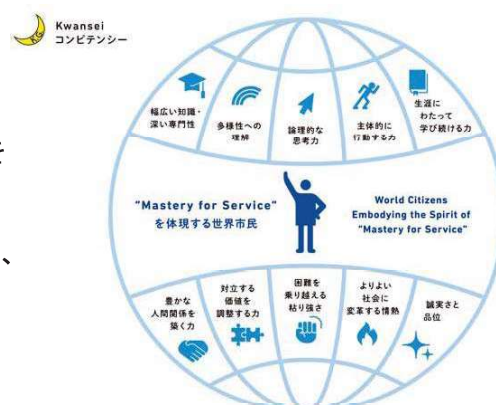 Kwansei
コンピテンシー
KG
を
、
幅広い知識・
深い専門性
多様性への
理解
論理的な
思考力
主体的に
行動する力
生涯に
わたって
学び続ける力
"Mastery for Service"
を体現する世界市民
World Citizens
Embodying the Spirit of
"Mastery for Service"
豊かな
人間関係を
築く力
対立する
価値を
調整する力
困難を
乗り越える
粘り強さ
よりよい
社会に
変革する情熱
誠実さと
品位